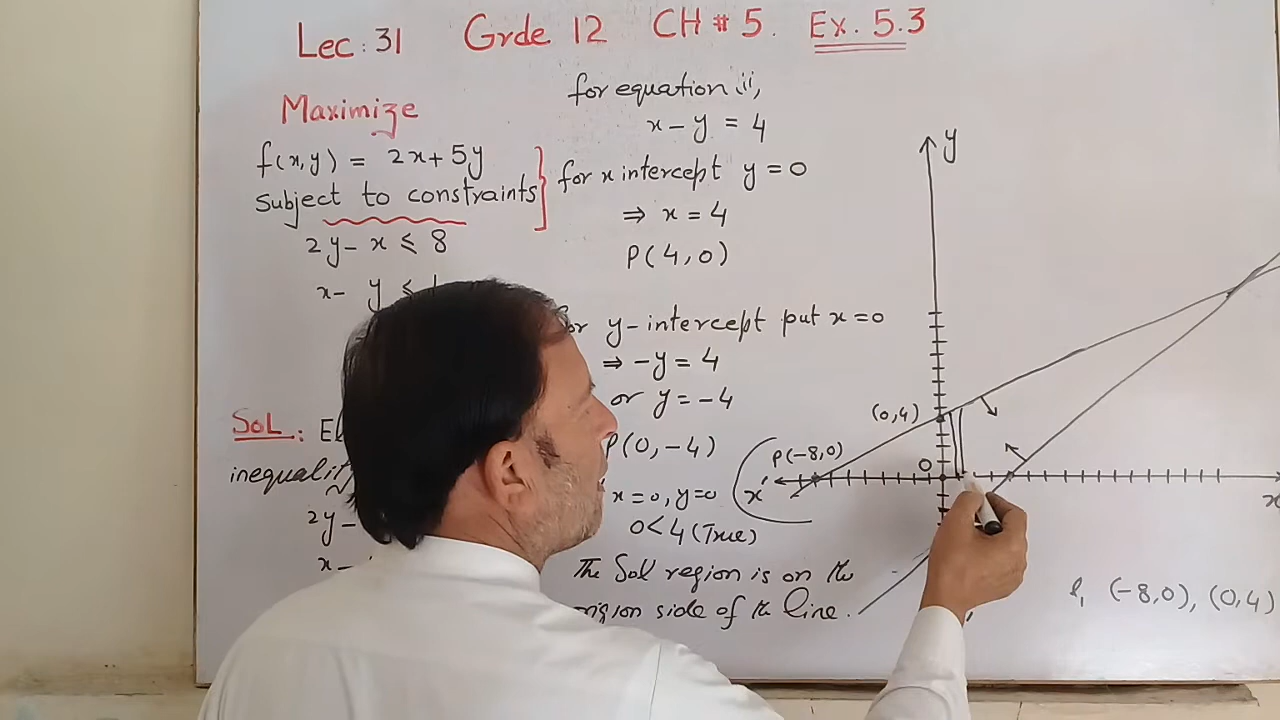 Lec: 31 Grde 12 CH # 5. Ex. 5.3
Maximize
f(x,y) = 2x+5y
Subject to constraints
2y - x ⩽ 8
x - y ⩽
Sol:
inequality
2y -
x -
for equation ii,
x - y = 4
for x intercept y = 0
⇒ x = 4
P(4,0)
y-intercept put x = 0
⇒ -y = 4
or y = -4
P(0,-4)
x = 0, y = 0
0 < 4 (True)
The Sol region is on the
side of the line.
y
(0,4)
P(-8,0)
0
x'
x
l, (-8,0), (0,4)